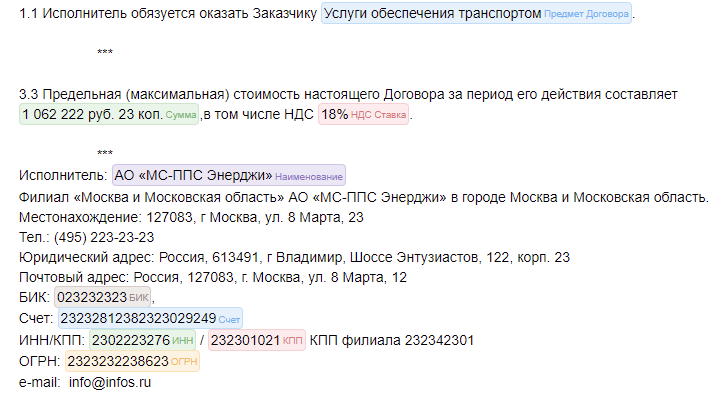 1.1 Исполнитель обязуется оказать Заказчику Услуги обеспечения транспортом Предмет Договора.
***
3.3 Предельная (максимальная) стоимость настоящего Договора за период его действия составляет
1 062 222 руб. 23 коп. Сумма ,в том числе НДС 18% НДС Ставка.
***
Исполнитель: АО «МС-ППС Энерджи» Наименование
Филиал «Москва и Московская область» АО «МС-ППС Энерджи» в городе Москва и Московская область.
Местонахождение: 127083, г Москва, ул. 8 Марта, 23
Тел.: (495) 223-23-23
Юридический адрес: Россия, 613491, г Владимир, Шоссе Энтузиастов, 122, корп. 23
Почтовый адрес: Россия, 127083, г. Москва, ул. 8 Марта, 12
БИК: 023232323 БИК,
Счет: 23232812382323029249 Счет
ИНН/КПП: 2302223276 ИНН / 232301021 КПП КПП филиала 232342301
ОГРН: 2323232238623 ОГРН
e-mail: info@infos.ru